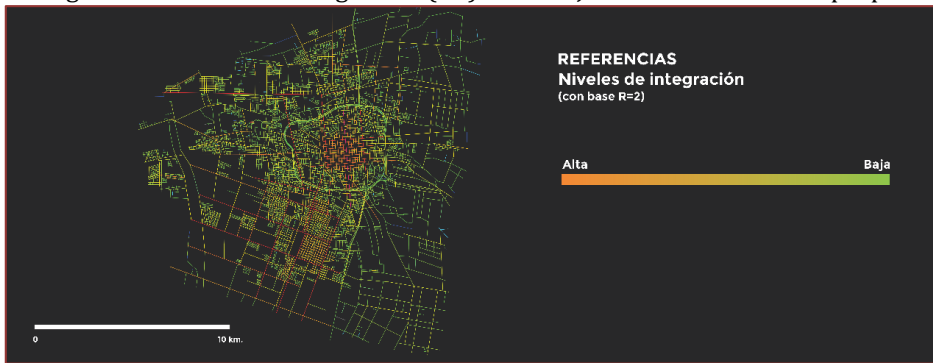 REFERENCIAS
Niveles de integración
(con base R=2)
Alta Baja
0 10 km.